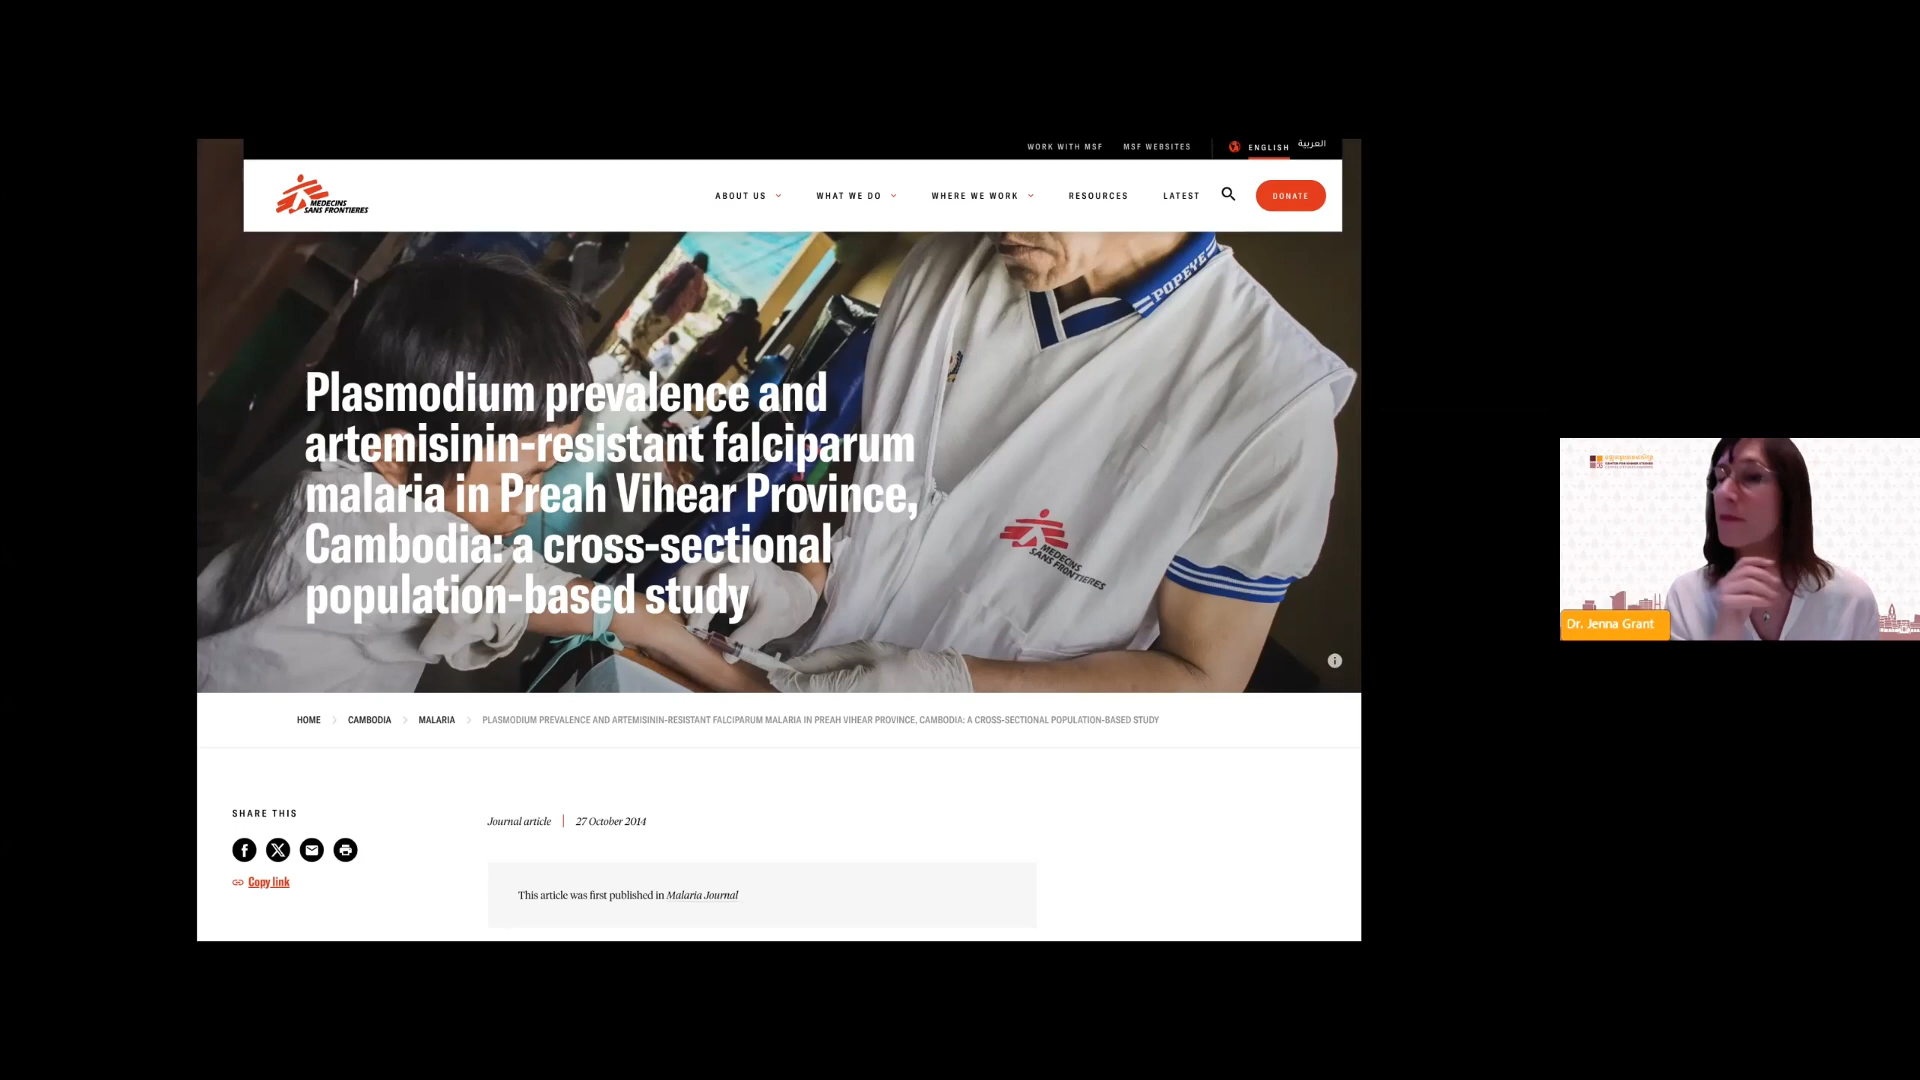 WORK WITH MSF MSF WEBSITES ENGLISH العربية
MEDECINS
SANS FRONTIERES
ABOUT US WHAT WE DO WHERE WE WORK RESOURCES LATEST DONATE
POPEYE
Plasmodium prevalence and
artemisinin-resistant falciparum
malaria in Preah Vihear Province,
Cambodia: a cross-sectional
population-based study
MEDECINS
SANS FRONTIERES
HOME CAMBODIA MALARIA PLASMODIUM PREVALENCE AND ARTEMISININ-RESISTANT FALCIPARUM MALARIA IN PREAH VIHEAR PROVINCE, CAMBODIA: A CROSS-SECTIONAL POPULATION-BASED STUDY
SHARE THIS
Copy link
Journal article | 27 October 2014
This article was first published in Malaria Journal
CENTER FOR KHMER STUDIES
Dr. Jenna Grant